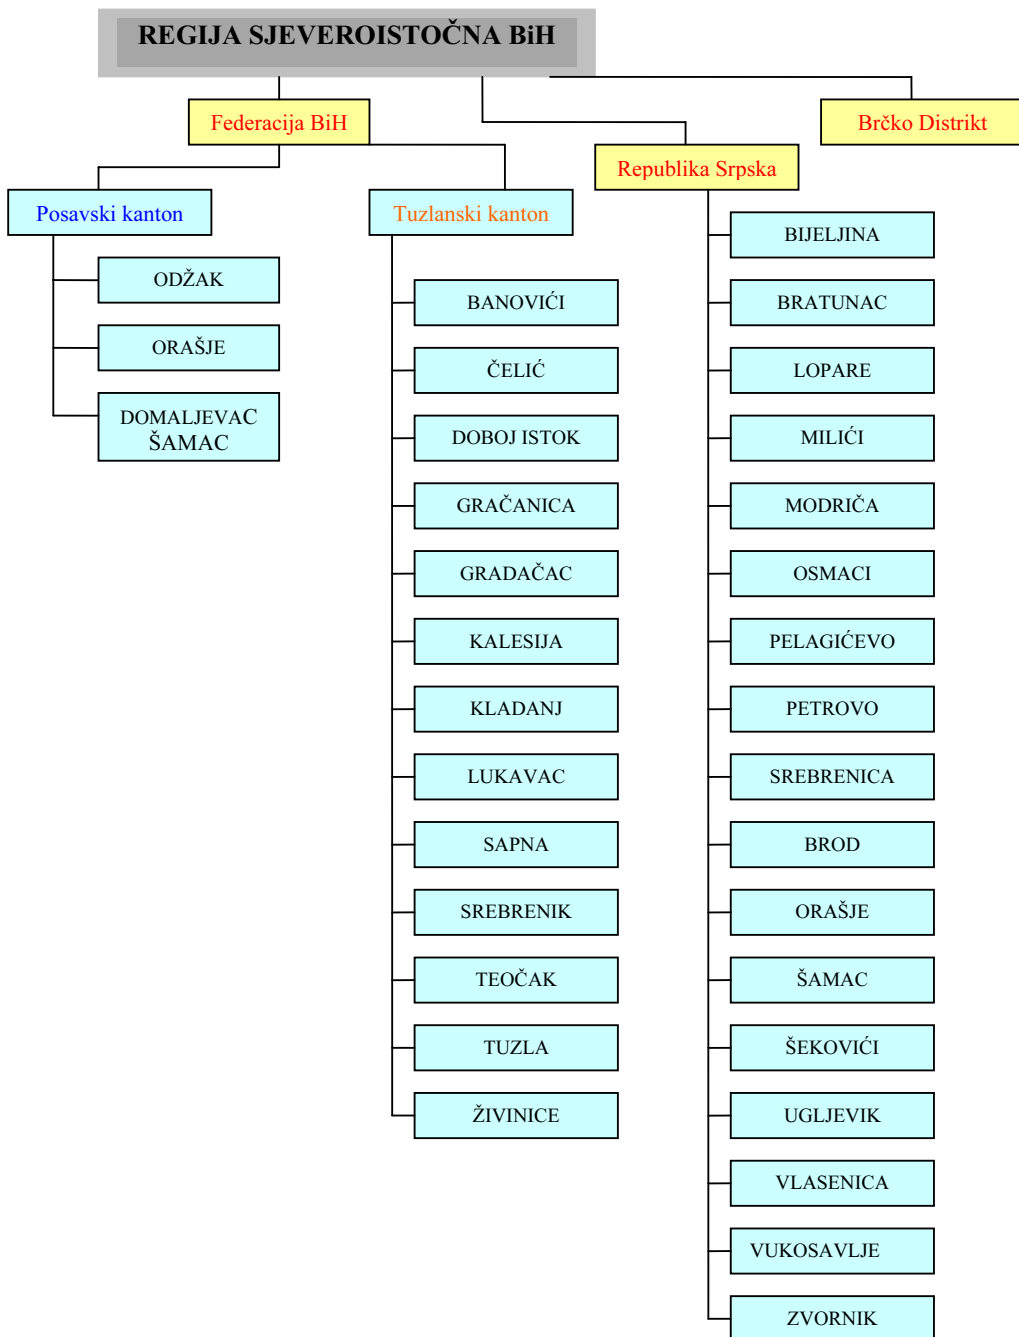 REGIJA SJEVEROISTOČNA BiH
Federacija BiH
Brčko Distrikt
Republika Srpska
Posavski kanton
Tuzlanski kanton
ODŽAK
ORAŠJE
DOMALJEVAC
ŠAMAC
BANOVIĆI
ČELIĆ
DOBOJ ISTOK
GRAČANICA
GRADAČAC
KALESIJA
KLADANJ
LUKAVAC
SAPNA
SREBRENIK
TEOČAK
TUZLA
ŽIVINICE
BIJELJINA
BRATUNAC
LOPARE
MILIĆI
MODRIČA
OSMACI
PELAGIĆEVO
PETROVO
SREBRENICA
BROD
ORAŠJE
ŠAMAC
ŠEKOVIĆI
UGLJEVIK
VLASENICA
VUKOSAVLJE
ZVORNIK